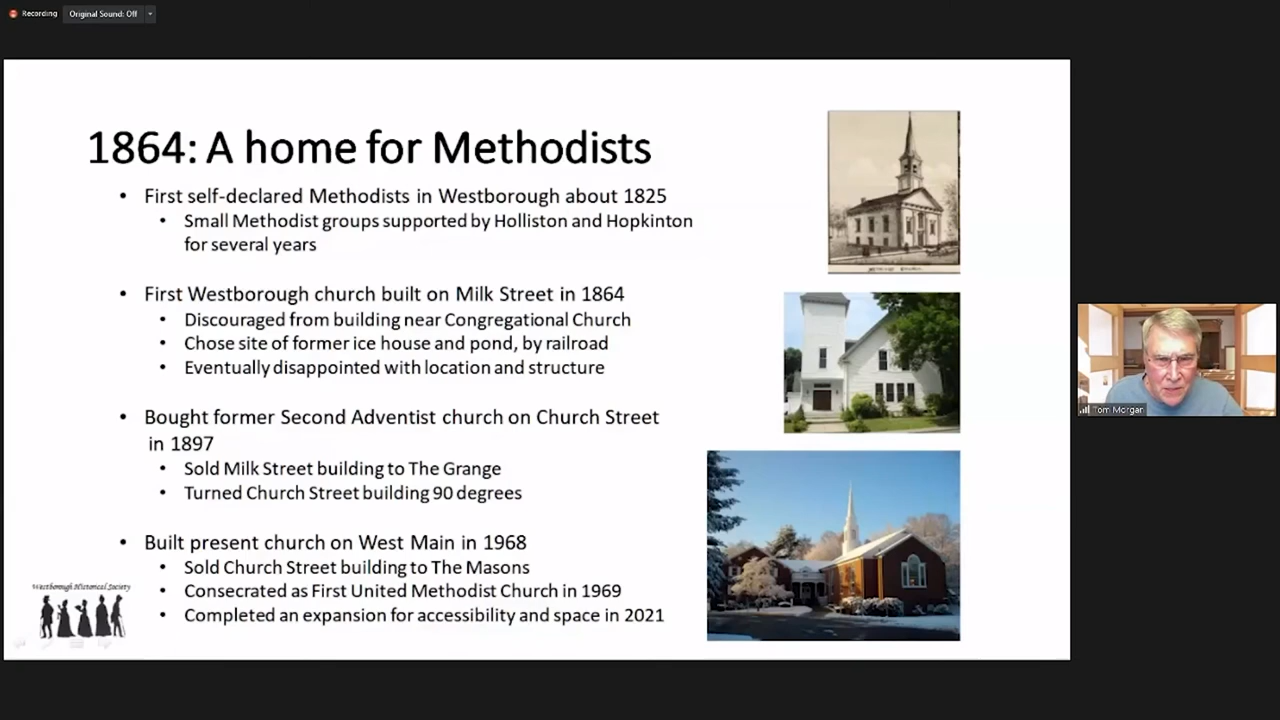 Recording
Original Sound: Off
1864: A home for Methodists
• First self-declared Methodists in Westborough about 1825
• Small Methodist groups supported by Holliston and Hopkinton
for several years
• First Westborough church built on Milk Street in 1864
• Discouraged from building near Congregational Church
• Chose site of former ice house and pond, by railroad
• Eventually disappointed with location and structure
• Bought former Second Adventist church on Church Street
in 1897
• Sold Milk Street building to The Grange
• Turned Church Street building 90 degrees
• Built present church on West Main in 1968
• Sold Church Street building to The Masons
• Consecrated as First United Methodist Church in 1969
• Completed an expansion for accessibility and space in 2021
Westborough Historical Society
Tom Morgan